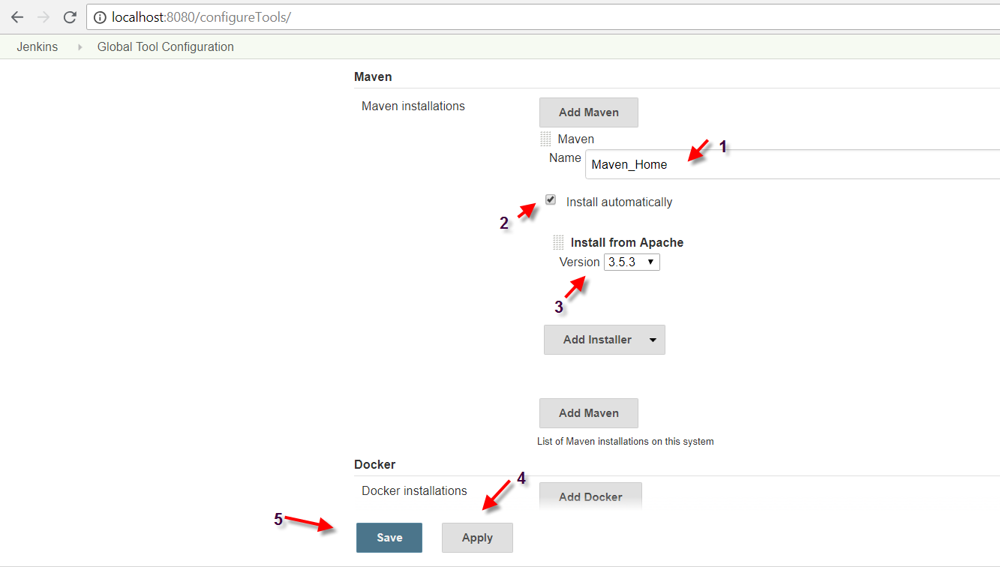 localhost:8080/configureTools/
Jenkins Global Tool Configuration
Maven
Maven installations
Add Maven
Maven
1
Name Maven_Home
Install automatically
2
Install from Apache
Version 3.5.3
3
Add Installer
Add Maven
List of Maven installations on this system
Docker
4
Docker installations
Add Docker
5
Save Apply